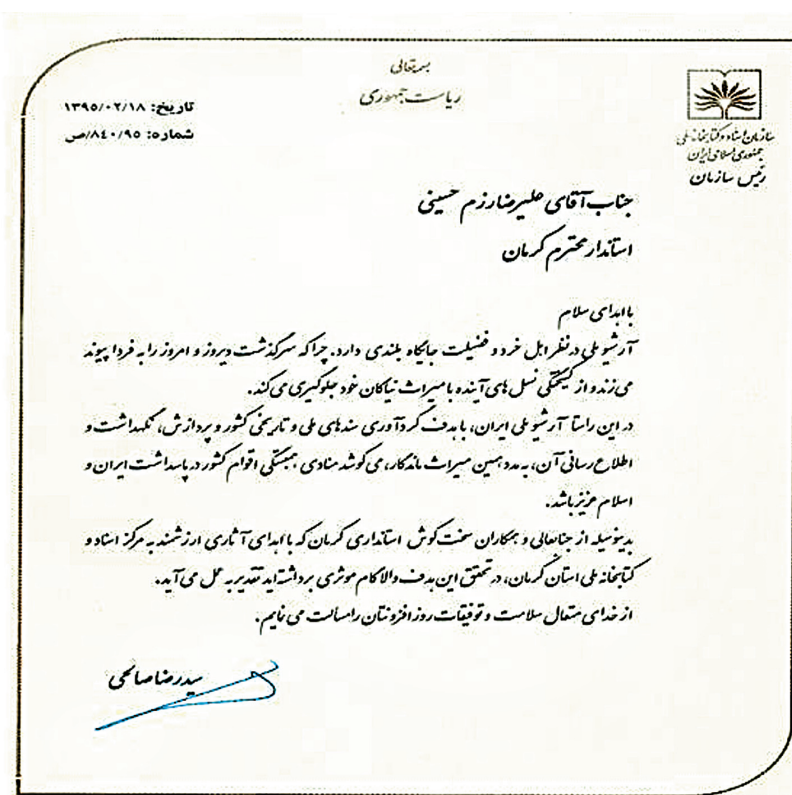 بسمه تعالی
ریاست جمهوری
تاریخ: ۱۳۹۵/۰۲/۱۸
شماره: ۸۴۰/۹۵/ص
سازمان اسناد و کتابخانه ملی
جمهوری اسلامی ایران
رئیس سازمان
جناب آقای علیرضا رزم حسینی
استاندار محترم کرمان
با اهدای سلام
آرشیو ملی در نظر اهل خرد و فضیلت جایگاه بلندی دارد. چرا که سرگذشت دیروز و امروز را به فردا پیوند
می زند و از گسیختگی نسل های آینده با میراث نیاکان خود جلوگیری می کند.
در این راستا آرشیو ملی ایران، با هدف گردآوری سندهای ملی و تاریخی کشور و پردازش، نگهداشت و
اطلاع رسانی آن، به مدد همین میراث ماندگار، می کوشد منادی همبستگی اقوام کشور در پاسداشت ایران و
اسلام عزیز باشد.
بدینوسیله از جنابعالی و همکاران سخت کوش استانداری کرمان که با اهدای آثاری ارزشمند به مرکز اسناد و
کتابخانه ملی استان کرمان، در تحقق این هدف والا گام موثری برداشته اید تقدیر به عمل می آید.
از خدای متعال سلامت و توفیقات روزافزونتان را مسألت می نمایم.
سیدرضا صالحی